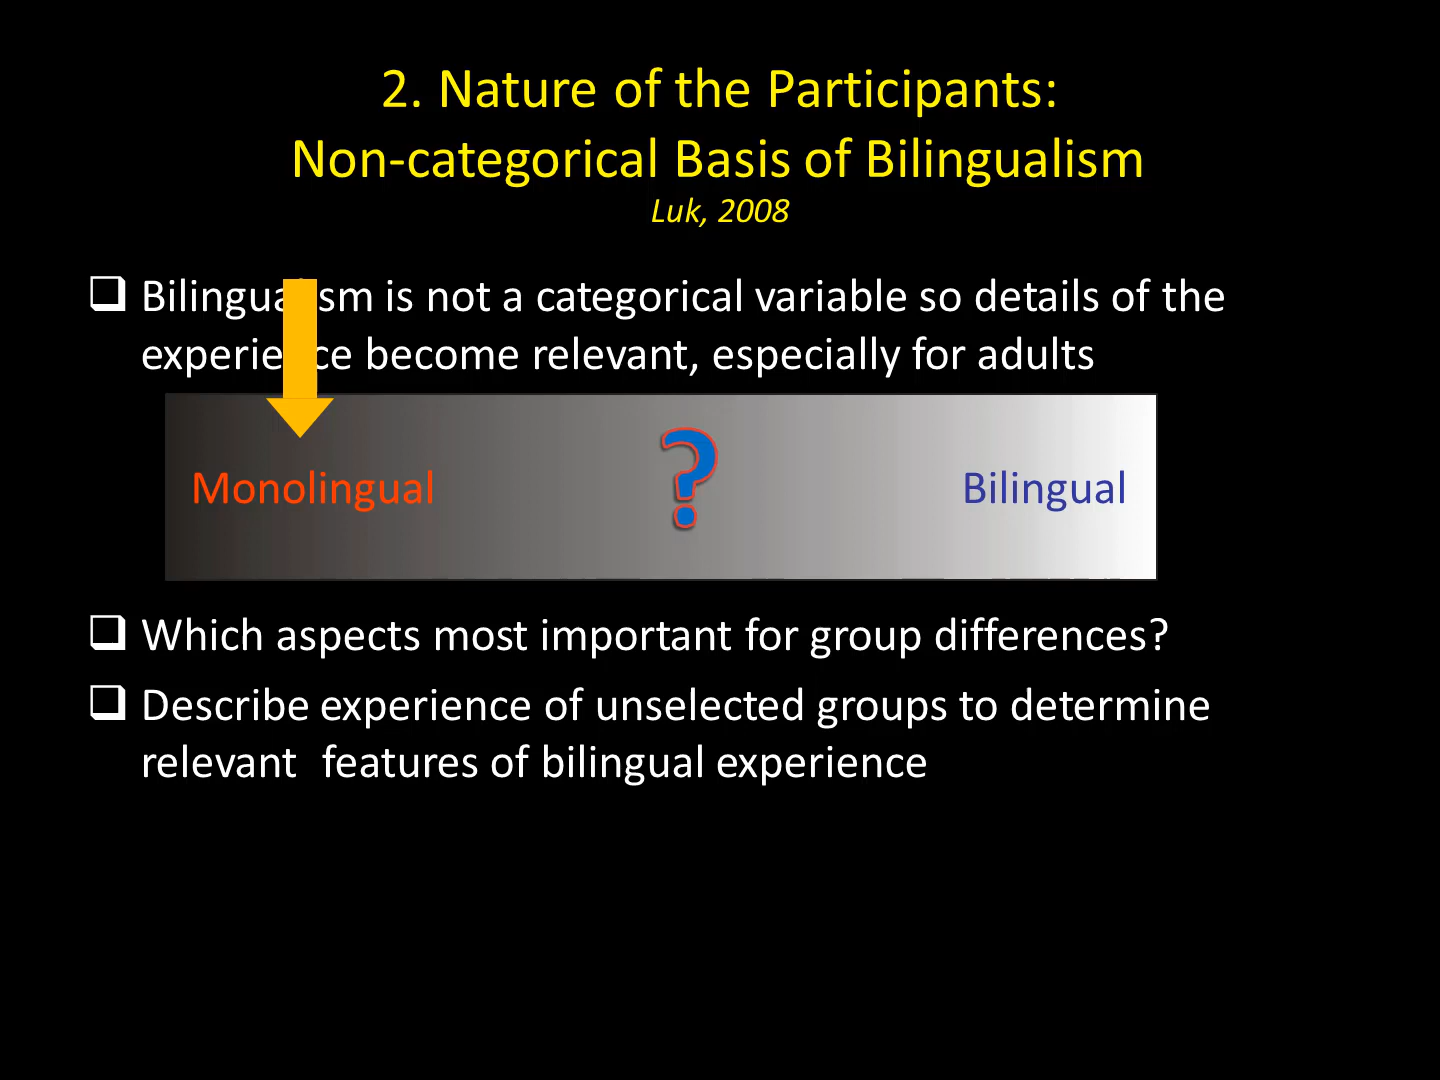 2. Nature of the Participants:
Non-categorical Basis of Bilingualism
Luk, 2008
Bilingualism is not a categorical variable so details of the
experience become relevant, especially for adults
Monolingual ? Bilingual
Which aspects most important for group differences?
Describe experience of unselected groups to determine
relevant features of bilingual experience